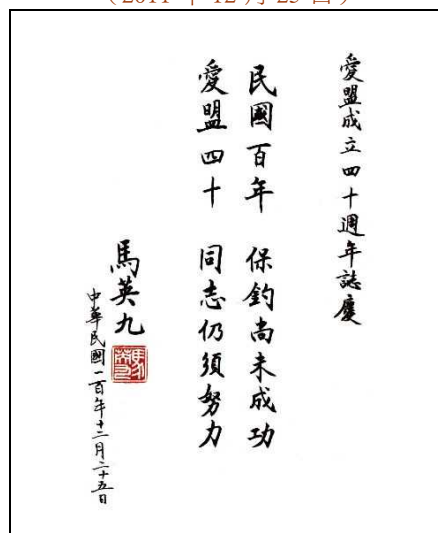 （2011 年 12 月 25 日）
愛盟成立四十週年誌慶
民國百年　保釣尚未成功
愛盟四十　同志仍須努力
馬英九
中華民國一百年十二月二十五日